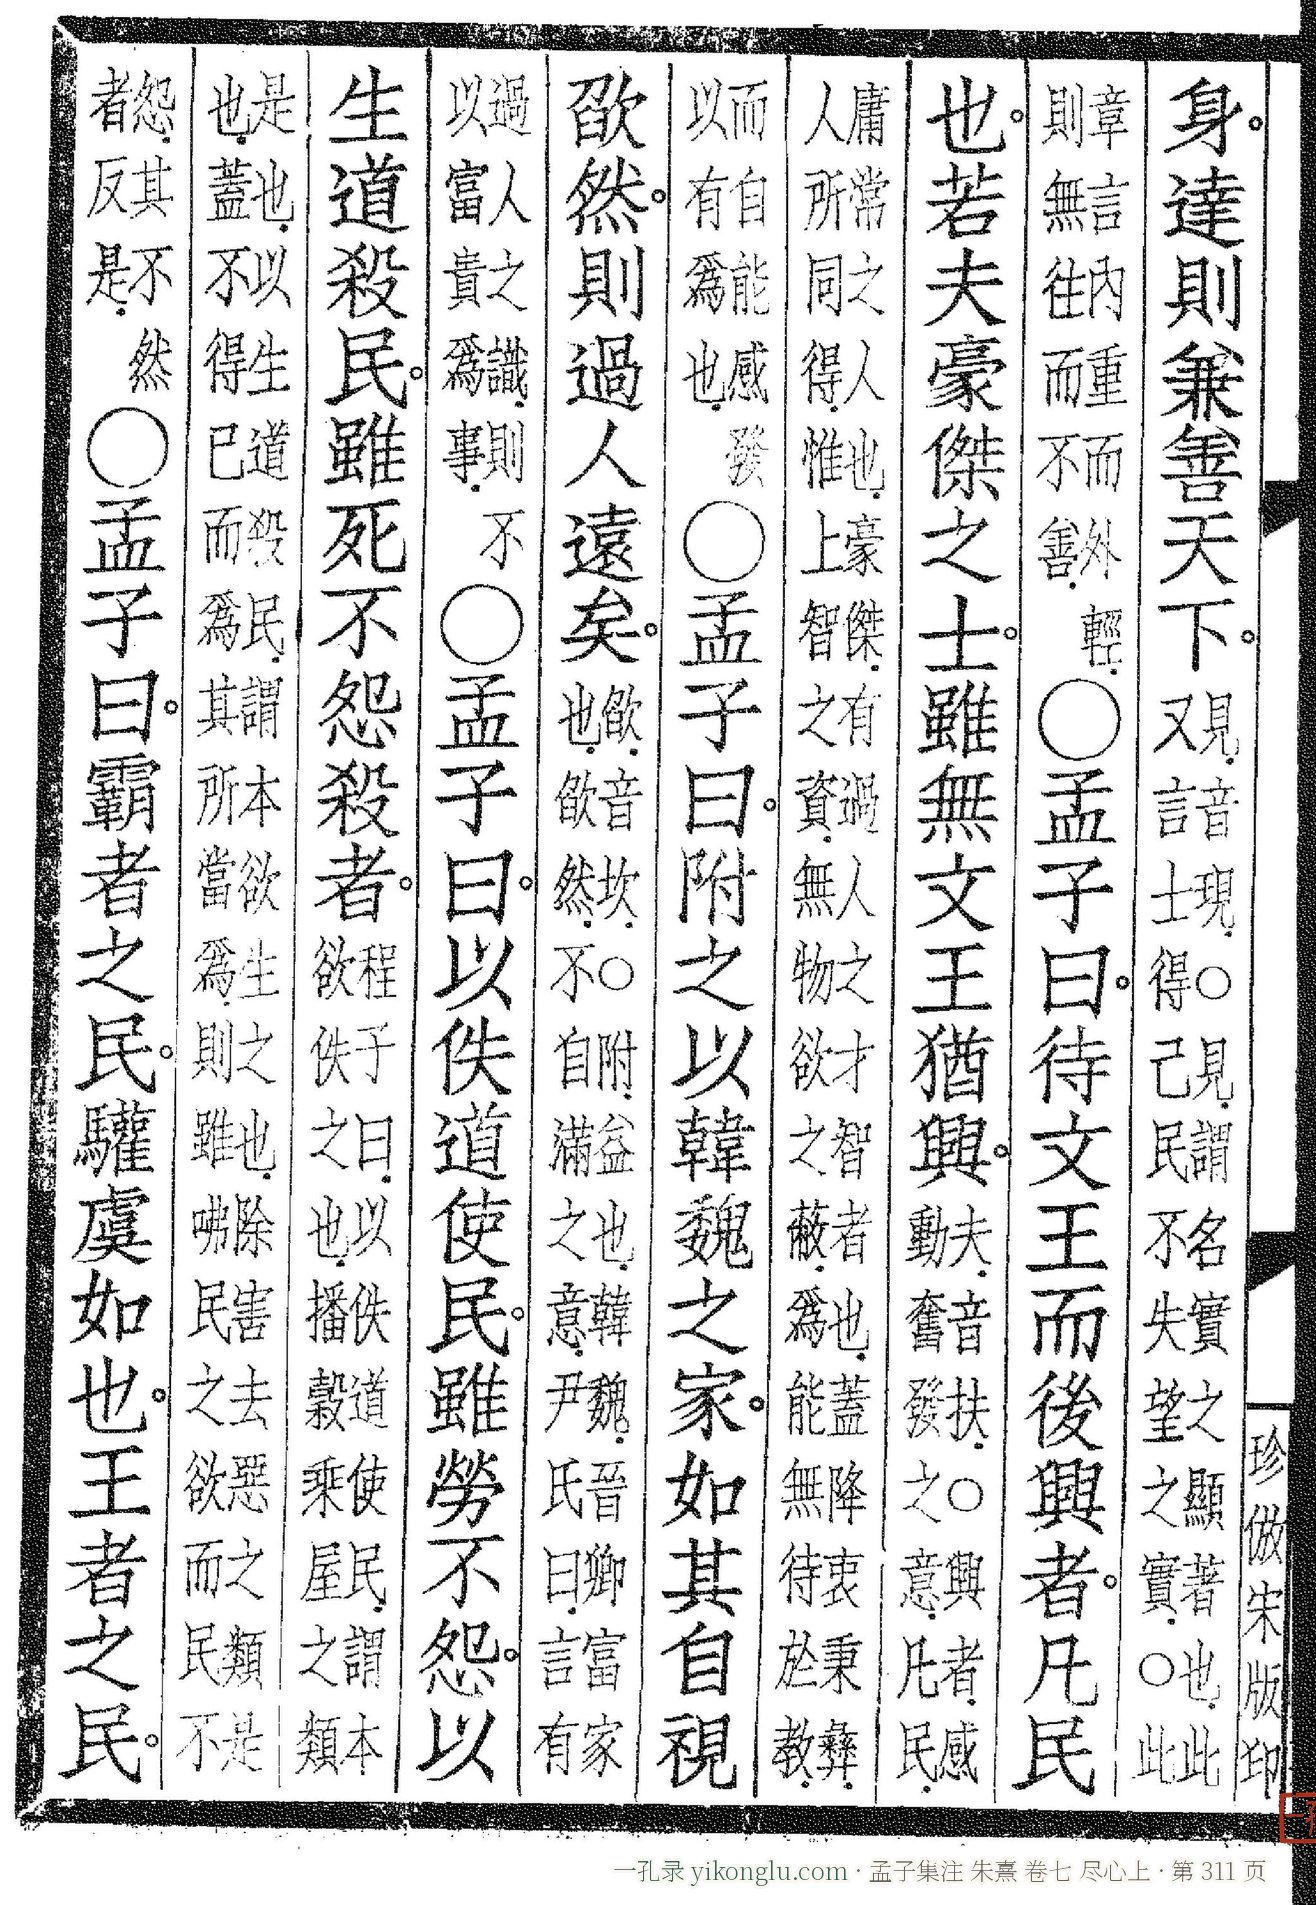 珍倣宋版印
身達則兼善天下。見音現○見謂名實之顯著也此
又言士得己民不失望之實○此
章言內重而外輕
則無往而不善○孟子曰。待文王而後興者。凡民
也。若夫豪傑之士。雖無文王猶興。夫音扶○興者感
動奮發之意凡民
庸常之人也豪傑有過人之才智者也蓋降衷秉彝
人所同得惟上智之資無物欲之蔽爲能無待於教
而自能感發
以有爲也○孟子曰。附之以韓魏之家。如其自視
欿然。則過人遠矣。欿音坎○附益也韓魏晉卿富家
也欿然不自滿之意尹氏曰言有
過人之識則不
以富貴爲事○孟子曰。以佚道使民。雖勞不怨。以
生道殺民。雖死不怨殺者。程子曰以佚道使民謂本
欲佚之也播穀乘屋之類
是也以生道殺民謂本欲生之也除害去惡之類是
也蓋不得已而爲其所當爲則雖咈民之欲而民不
怨其不然
者反是○孟子曰。霸者之民。驩虞如也。王者之民。
一孔录 yikonglu.com · 孟子集注 朱熹 卷七 尽心上 · 第 311 页